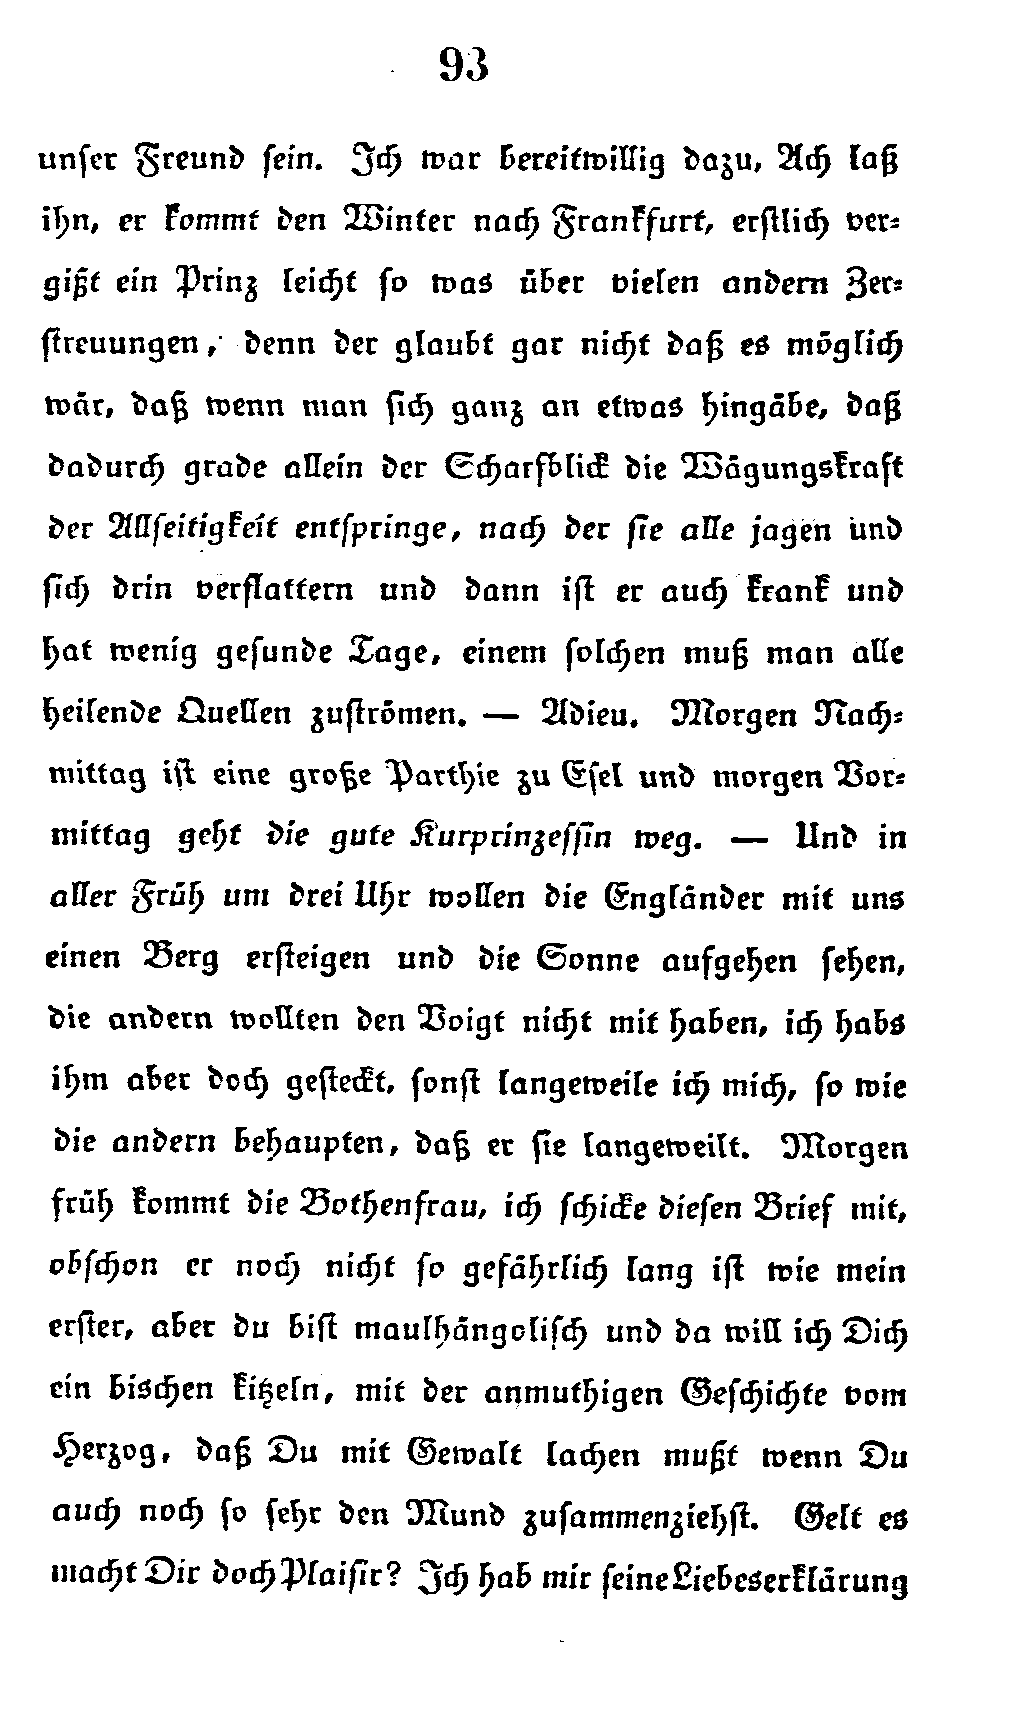 93
unſer Freund ſein. Ich war bereitwillig dazu, Ach laß
ihn, er kommt den Winter nach Frankfurt, erſtlich ver⸗
gißt ein Prinz leicht ſo was über vielen andern Zer⸗
ſtreuungen, denn der glaubt gar nicht daß es möglich
wär, daß wenn man ſich ganz an etwas hingäbe, daß
dadurch grade allein der Scharfblick die Wägungskraft
der Allſeitigkeit entſpringe, nach der ſie alle jagen und
ſich drin verflattern und dann iſt er auch krank und
hat wenig geſunde Tage, einem ſolchen muß man alle
heilende Quellen zuſtrömen. — Adieu. Morgen Nach⸗
mittag iſt eine große Parthie zu Eſel und morgen Vor⸗
mittag geht die gute Kurprinzeſſin weg. — Und in
aller Früh um drei Uhr wollen die Engländer mit uns
einen Berg erſteigen und die Sonne aufgehen ſehen,
die andern wollten den Voigt nicht mit haben, ich habs
ihm aber doch geſteckt, ſonſt langeweile ich mich, ſo wie
die andern behaupten, daß er ſie langeweilt. Morgen
früh kommt die Bothenfrau, ich ſchicke dieſen Brief mit,
obſchon er noch nicht ſo gefährlich lang iſt wie mein
erſter, aber du biſt maulhängoliſch und da will ich Dich
ein bischen kitzeln, mit der anmuthigen Geſchichte vom
Herzog, daß Du mit Gewalt lachen mußt wenn Du
auch noch ſo ſehr den Mund zuſammenziehſt. Gelt es
macht Dir doch Plaiſir? Ich hab mir ſeine Liebeserklärung